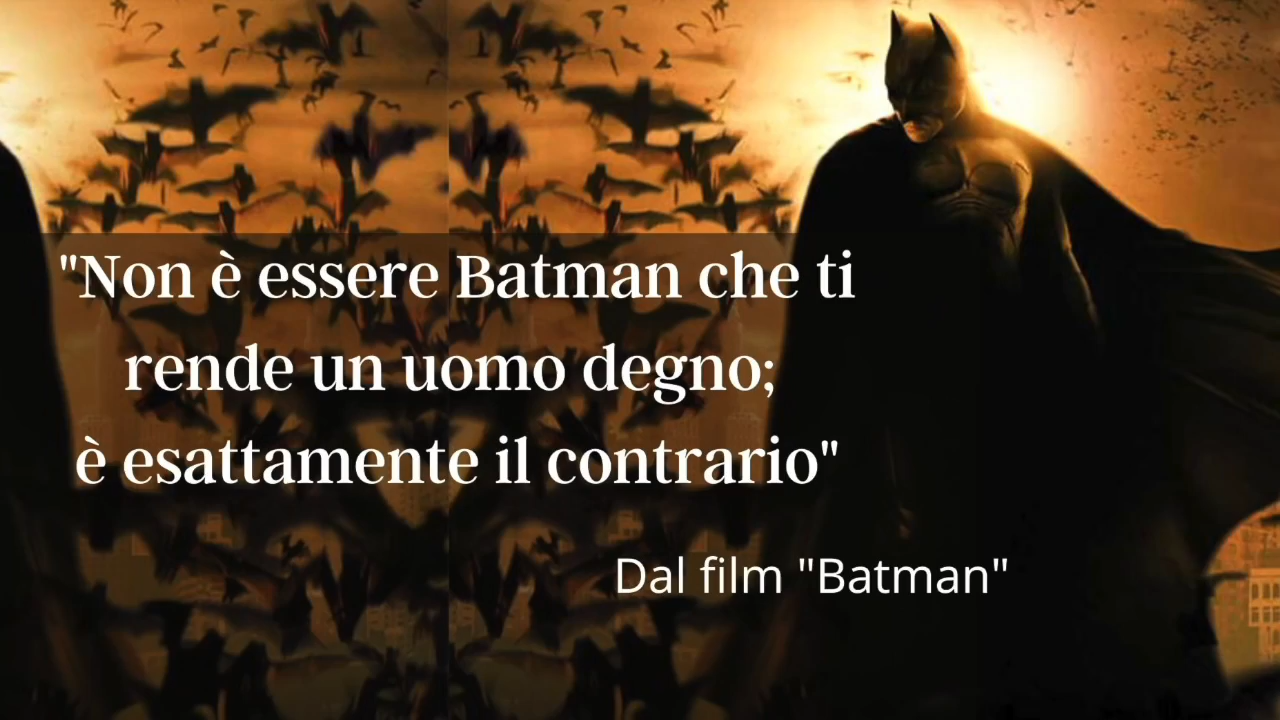 "Non è essere Batman che ti
rende un uomo degno;
è esattamente il contrario"
Dal film "Batman"